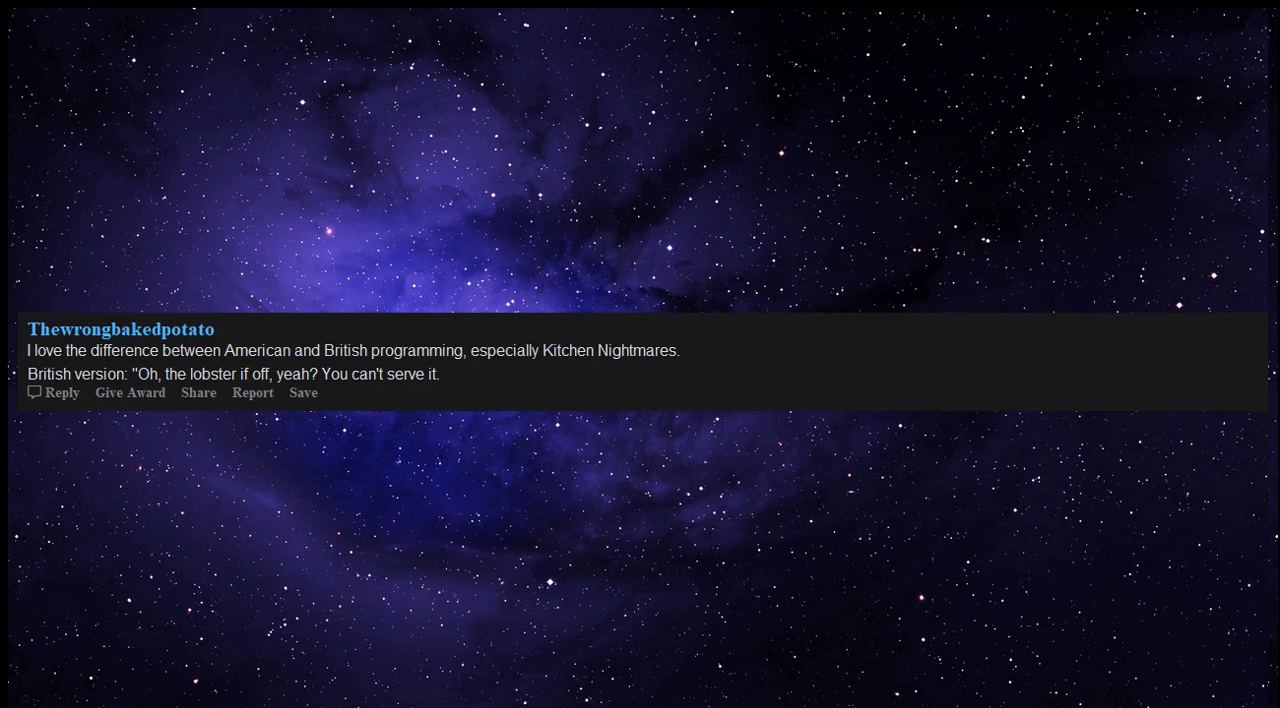 Thewrongbakedpotato
I love the difference between American and British programming, especially Kitchen Nightmares.
British version: "Oh, the lobster if off, yeah? You can't serve it.
Reply Give Award Share Report Save